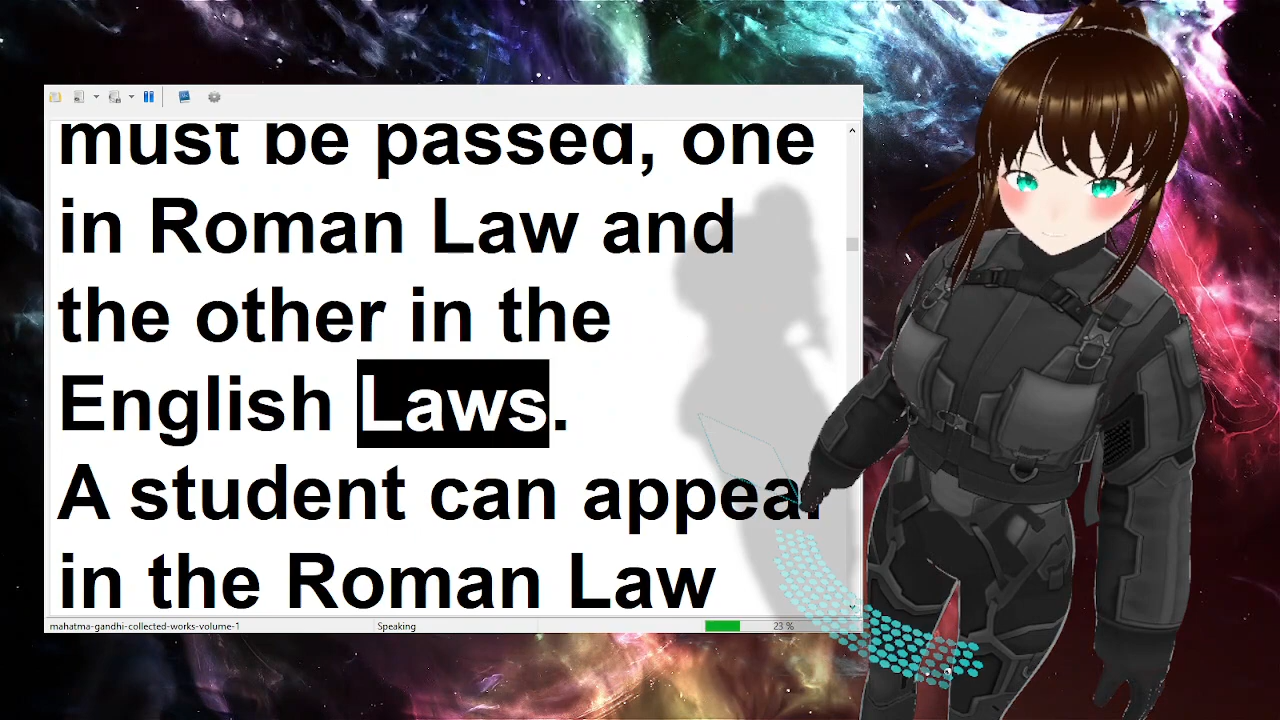 must be passed, one
in Roman Law and
the other in the
English Laws.
A student can appear
in the Roman Law
mahatma-gandhi-collected-works-volume-1 Speaking 23 %